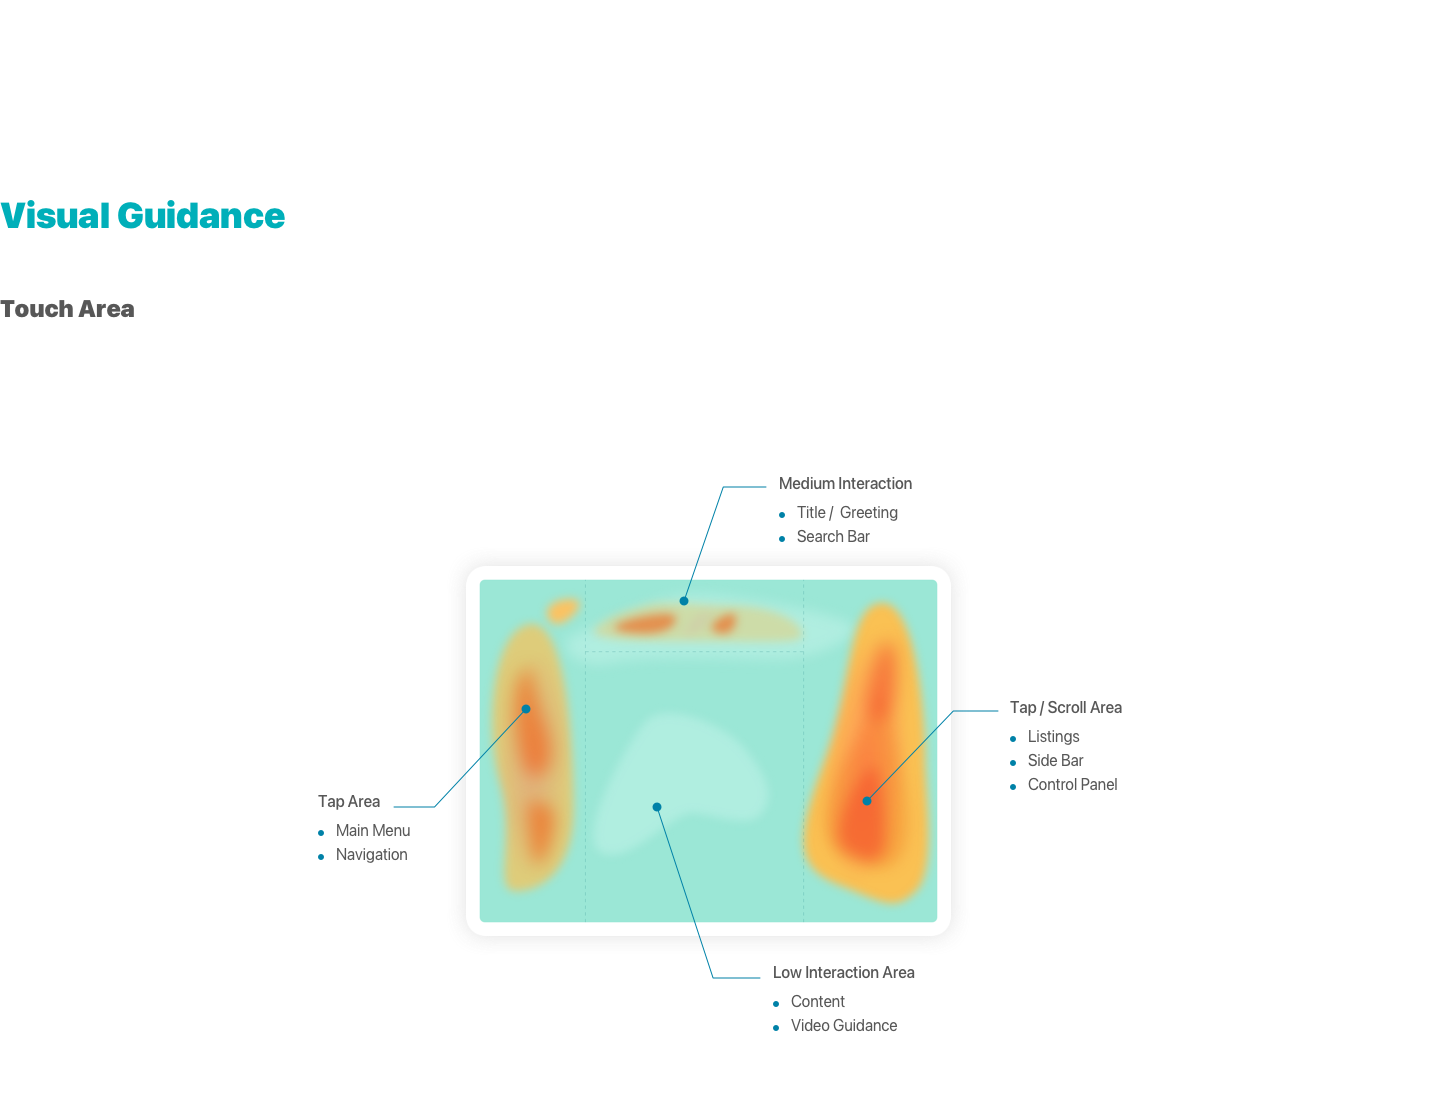 Visual Guidance
Touch Area
Medium Interaction
Title /  Greeting
Search Bar
Tap / Scroll Area
Listings
Side Bar
Control Panel
Tap Area
Main Menu
Navigation
Low Interaction Area
Content
Video Guidance